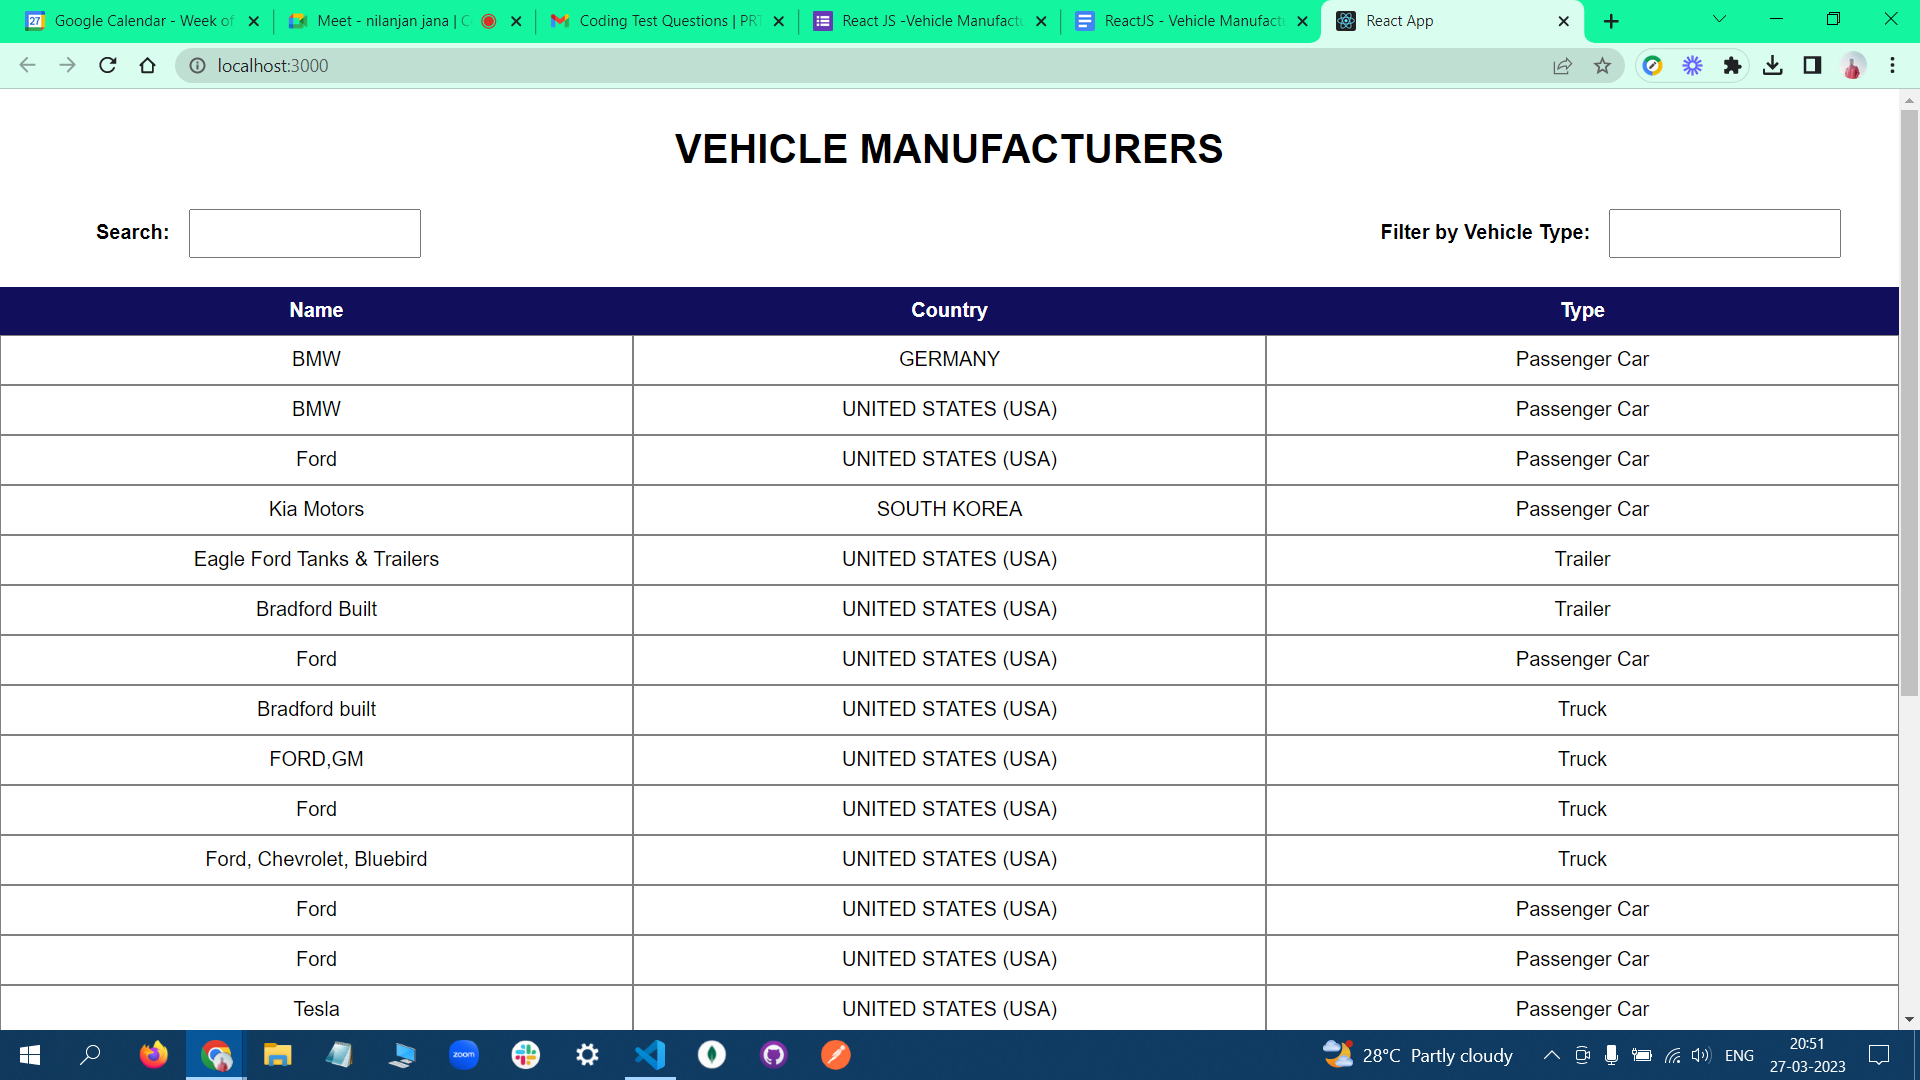 27 Google Calendar - Week of Meet - nilanjan jana | C Coding Test Questions | PRT React JS -Vehicle Manufactu ReactJS - Vehicle Manufactu React App
localhost:3000
VEHICLE MANUFACTURERS
Search: Filter by Vehicle Type:
Name Country Type
BMW GERMANY Passenger Car
BMW UNITED STATES (USA) Passenger Car
Ford UNITED STATES (USA) Passenger Car
Kia Motors SOUTH KOREA Passenger Car
Eagle Ford Tanks & Trailers UNITED STATES (USA) Trailer
Bradford Built UNITED STATES (USA) Trailer
Ford UNITED STATES (USA) Passenger Car
Bradford built UNITED STATES (USA) Truck
FORD,GM UNITED STATES (USA) Truck
Ford UNITED STATES (USA) Truck
Ford, Chevrolet, Bluebird UNITED STATES (USA) Truck
Ford UNITED STATES (USA) Passenger Car
Ford UNITED STATES (USA) Passenger Car
Tesla UNITED STATES (USA) Passenger Car
zoom 28°C Partly cloudy ENG 20:51
27-03-2023